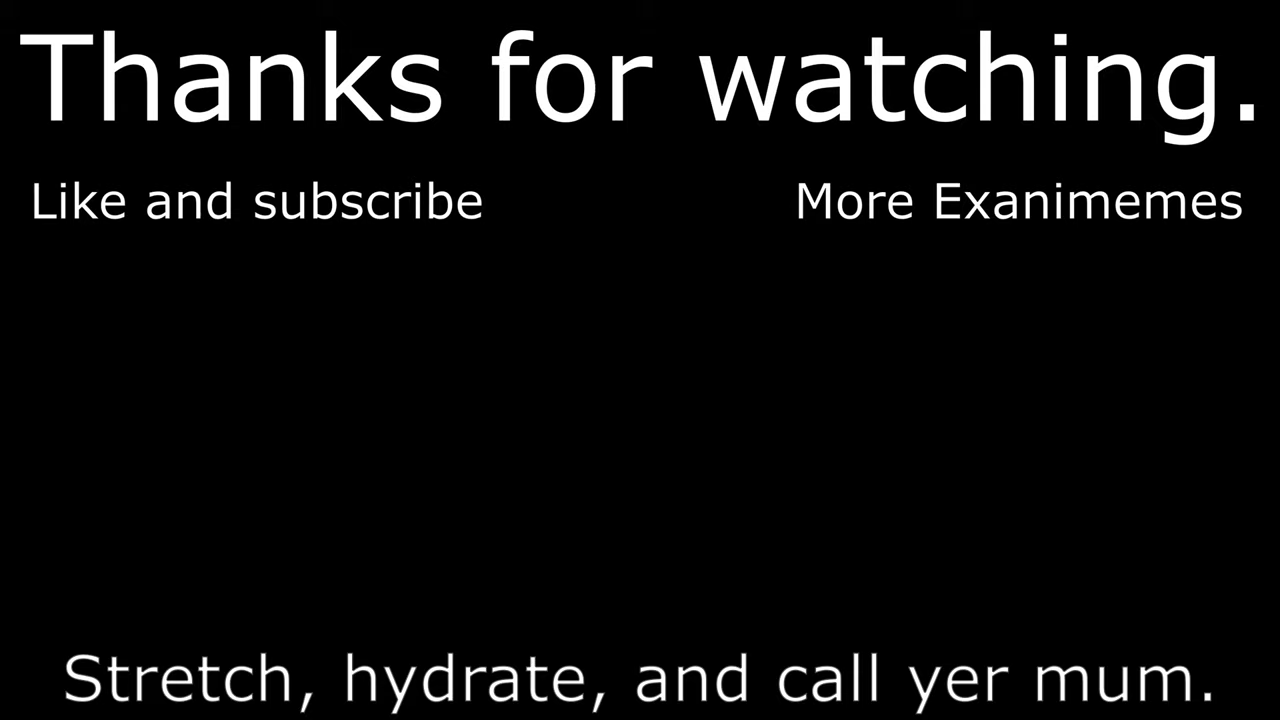 Thanks for watching.
Like and subscribe
More Exanimemes
Stretch, hydrate, and call yer mum.